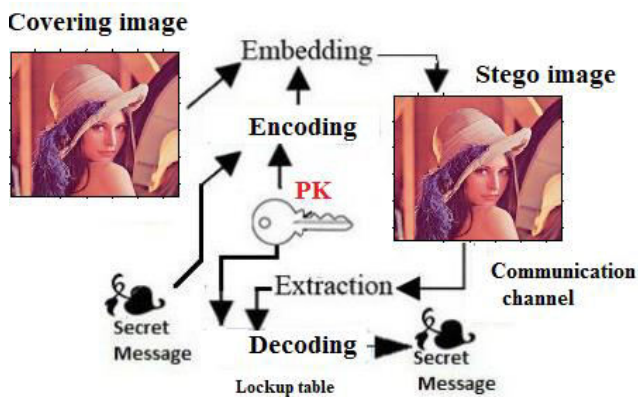 Covering image
Embedding
Stego image
Encoding
PK
Communication
channel
Extraction
Secret
Message
Decoding
Secret
Message
Lockup table